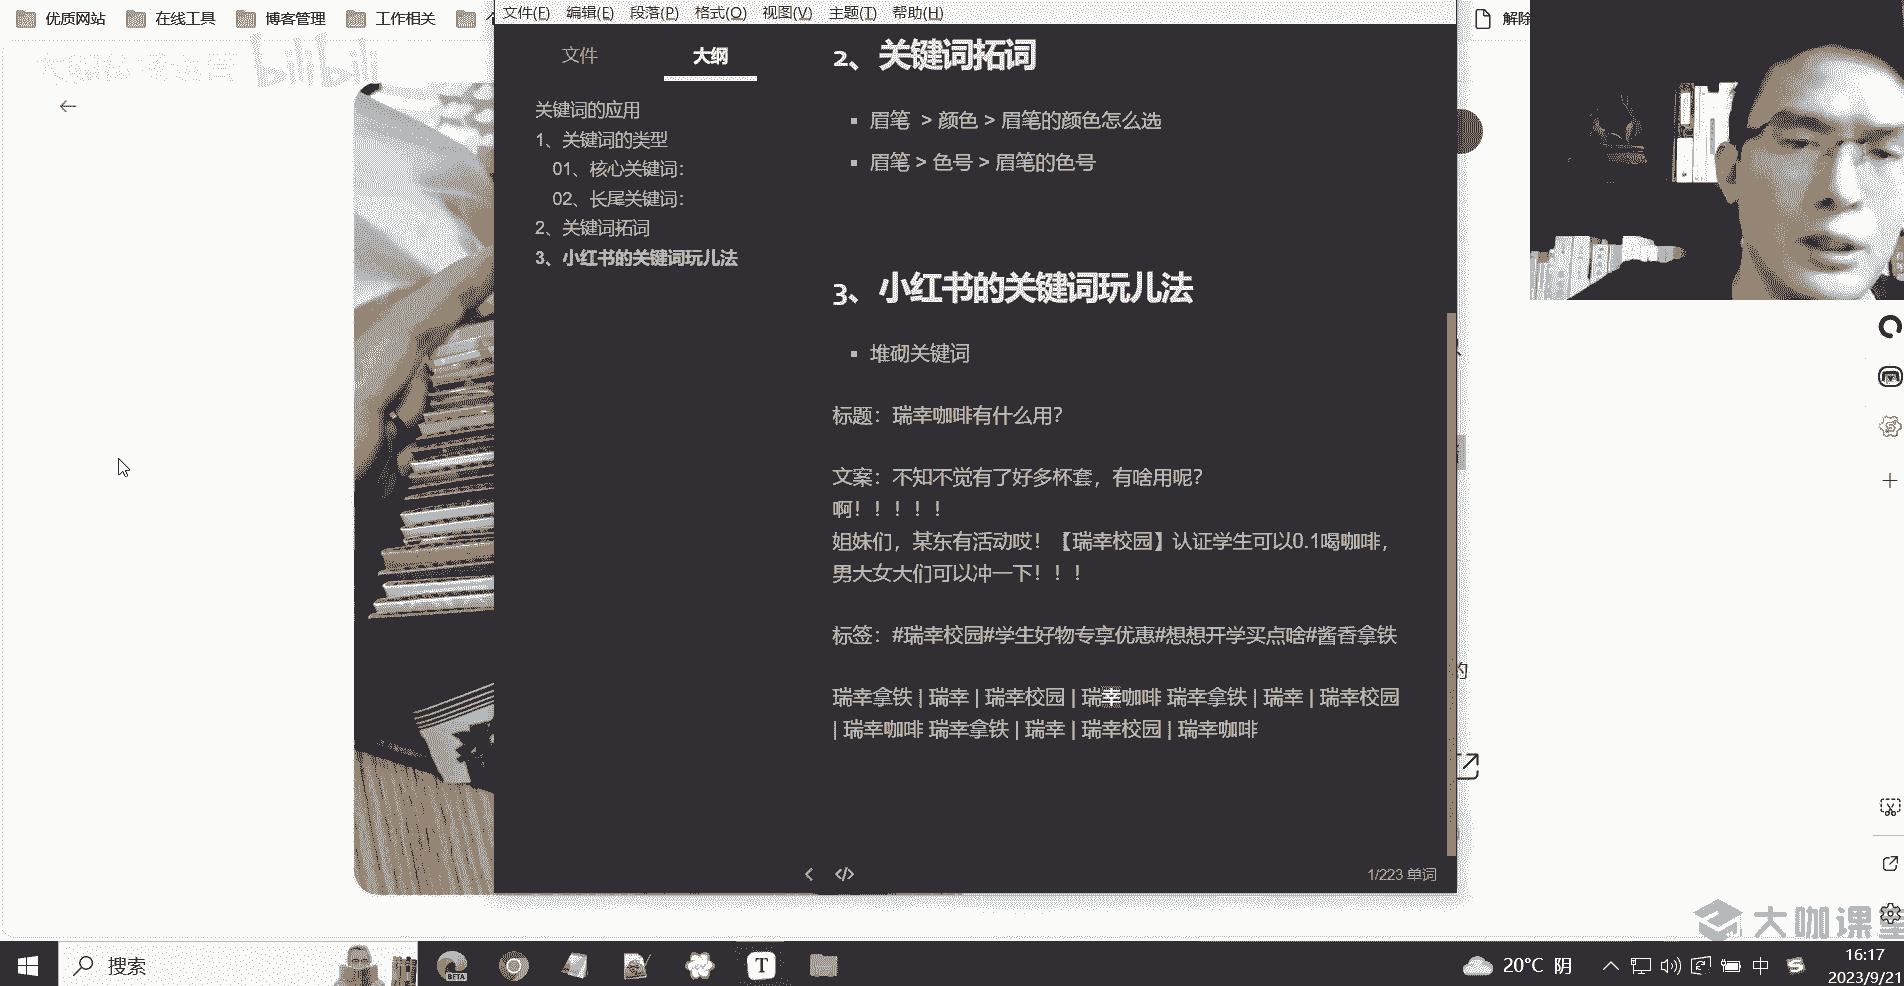 优质网站
在线工具
博客管理
工作相关
文件(F) 编辑(E) 段落(P) 格式(O) 视图(V) 主题(T) 帮助(H)
解除
bilibili
文件
大纲
关键词的应用
1、关键词的类型
01、核心关键词：
02、长尾关键词：
2、关键词拓词
3、小红书的关键词玩儿法
2、关键词拓词
眉笔 > 颜色 > 眉笔的颜色怎么选
眉笔 > 色号 > 眉笔的色号
3、小红书的关键词玩儿法
堆砌关键词
标题：瑞幸咖啡有什么用？
文案：不知不觉有了好多杯套，有啥用呢？
啊！！！！！
姐妹们，某东有活动哎！【瑞幸校园】认证学生可以0.1喝咖啡，
男大女大们可以冲一下！！！
标签：#瑞幸校园#学生好物专享优惠#想想开学买点啥#酱香拿铁
瑞幸拿铁 | 瑞幸 | 瑞幸校园 | 瑞幸咖啡 瑞幸拿铁 | 瑞幸 | 瑞幸校园
| 瑞幸咖啡 瑞幸拿铁 | 瑞幸 | 瑞幸校园 | 瑞幸咖啡
的
1/223 单词
大咖课堂
搜索
BETA
T
20°C 阴
中
16:17
2023/9/21